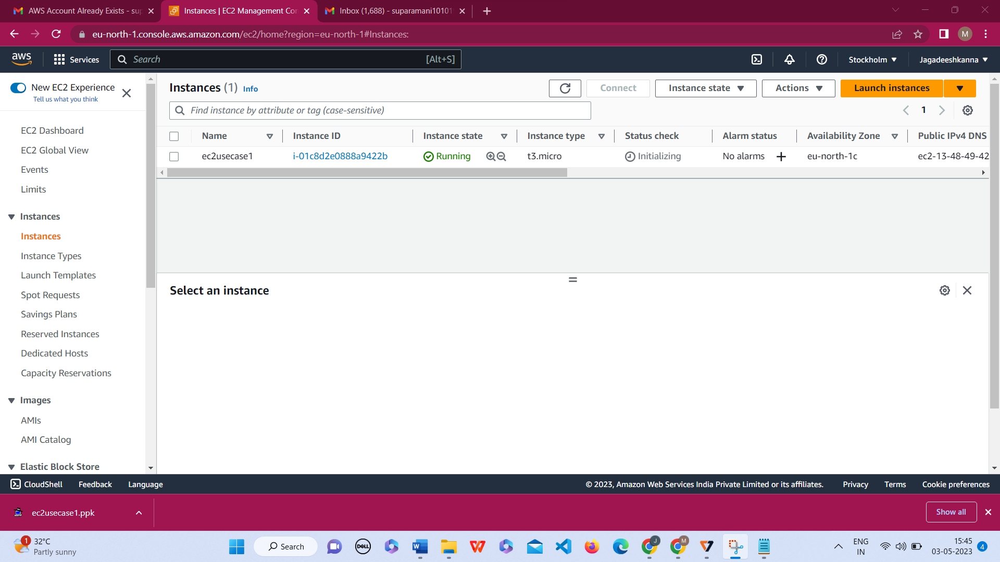 AWS Account Already Exists - sup
Instances | EC2 Management Con
Inbox (1,688) - suparamani10101
eu-north-1.console.aws.amazon.com/ec2/home?region=eu-north-1#Instances:
M
aws
Services
Search
[Alt+S]
Stockholm
Jagadeeshkanna
New EC2 Experience
Tell us what you think
EC2 Dashboard
EC2 Global View
Events
Limits
Instances
Instances
Instance Types
Launch Templates
Spot Requests
Savings Plans
Reserved Instances
Dedicated Hosts
Capacity Reservations
Images
AMIs
AMI Catalog
Elastic Block Store
Instances (1) Info
Connect
Instance state
Actions
Launch instances
Find instance by attribute or tag (case-sensitive)
1
Name
Instance ID
Instance state
Instance type
Status check
Alarm status
Availability Zone
Public IPv4 DNS
ec2usecase1
i-01c8d2e0888a9422b
Running
t3.micro
Initializing
No alarms
eu-north-1c
ec2-13-48-49-42
Select an instance
CloudShell
Feedback
Language
© 2023, Amazon Web Services India Private Limited or its affiliates.
Privacy
Terms
Cookie preferences
ec2usecase1.ppk
Show all
1
32°C
Partly sunny
Search
DELL
W
J
M
ENG
IN
15:45
03-05-2023
4